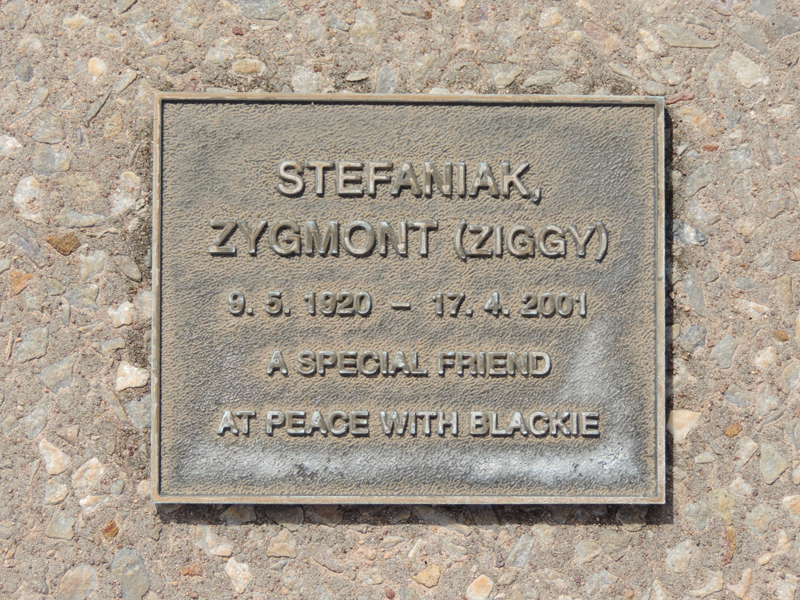 STEFANIAK,
ZYGMONT (ZIGGY)
9. 5. 1920 – 17. 4. 2001
A SPECIAL FRIEND
AT PEACE WITH BLACKIE